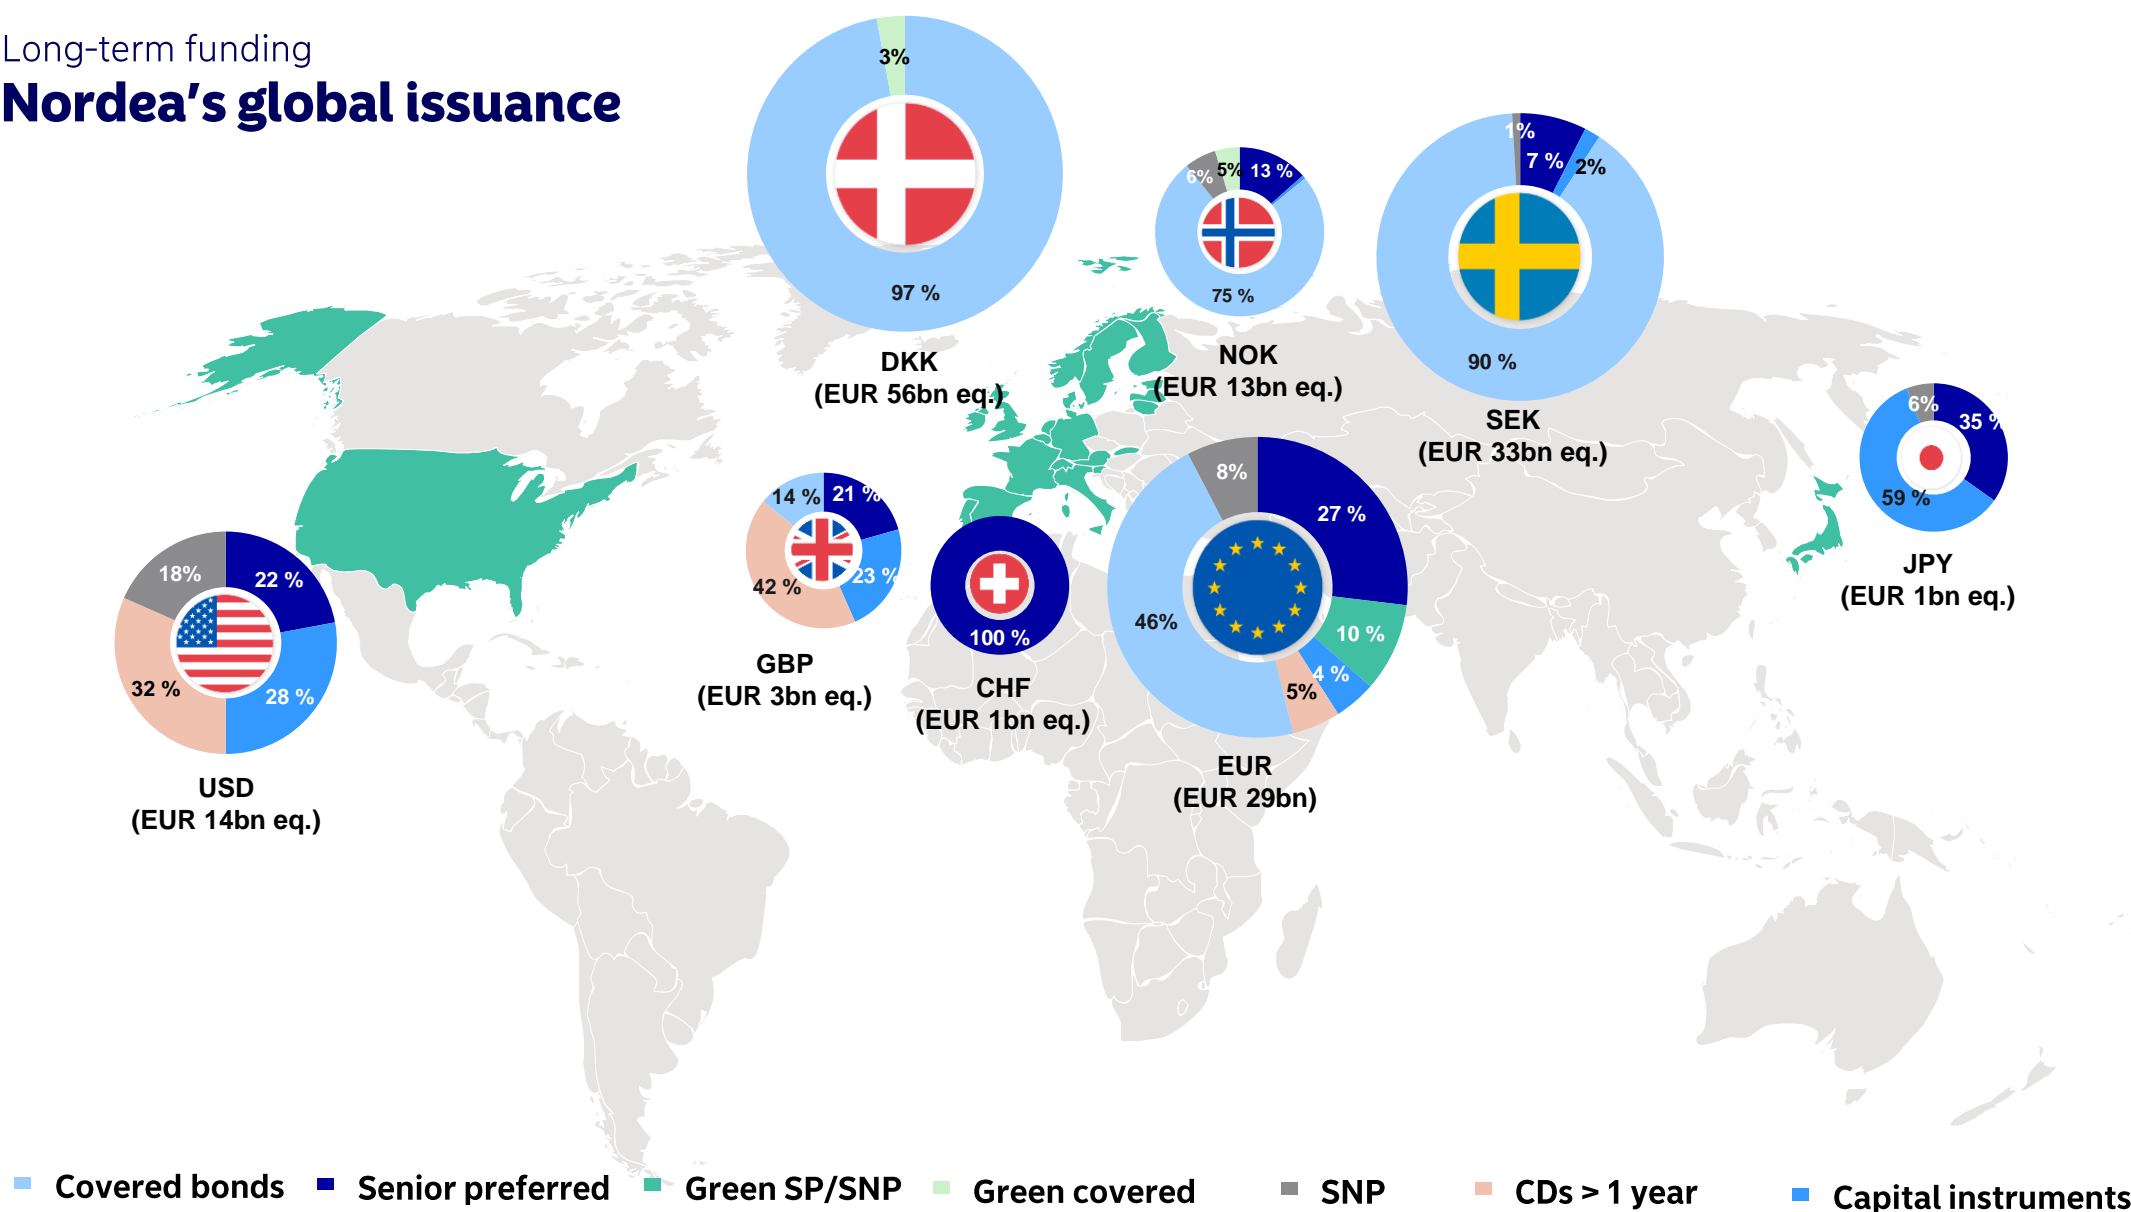 Long-term funding
Nordea's global issuance
3%
97 %
DKK
(EUR 56bn eq.)
6%
5%
13 %
75 %
NOK
(EUR 13bn eq.)
1%
7 %
2%
90 %
SEK
(EUR 33bn eq.)
6%
35 %
59 %
JPY
(EUR 1bn eq.)
18%
22 %
32 %
28 %
USD
(EUR 14bn eq.)
14 %
21 %
42 %
23 %
GBP
(EUR 3bn eq.)
100 %
CHF
(EUR 1bn eq.)
8%
27 %
46%
10 %
4 %
5%
EUR
(EUR 29bn)
Covered bonds
Senior preferred
Green SP/SNP
Green covered
SNP
CDs > 1 year
Capital instruments